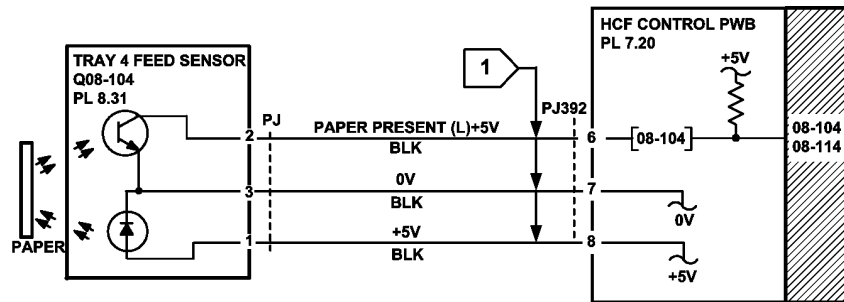 HCF CONTROL PWB
PL 7.20
+5V
TRAY 4 FEED SENSOR
Q08-104
PL 8.31
1
PJ
PJ392
2
PAPER PRESENT (L)+5V
BLK
6
[08-104]
08-104
08-114
3
0V
BLK
7
0V
PAPER
1
+5V
BLK
8
+5V